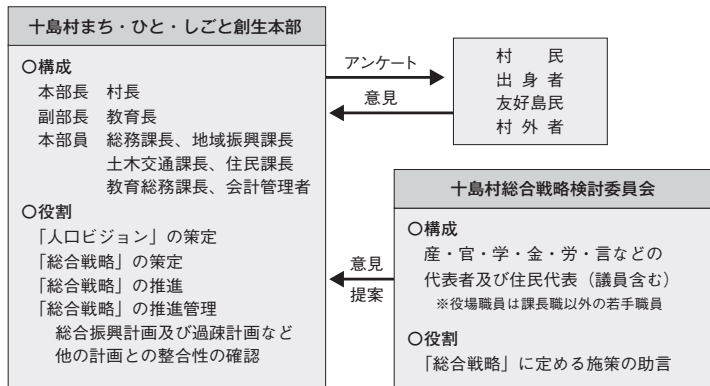 十島村まち・ひと・しごと創生本部
〇構成
本部長 村長
副部長 教育長
本部員 総務課長、地域振興課長
土木交通課長、住民課長
教育総務課長、会計管理者
〇役割
「人口ビジョン」の策定
「総合戦略」の策定
「総合戦略」の推進
「総合戦略」の推進管理
総合振興計画及び過疎計画など
他の計画との整合性の確認
アンケート
意見
村民
出身者
友好島民
村外者
意見
提案
十島村総合戦略検討委員会
〇構成
産・官・学・金・労・言などの
代表者及び住民代表（議員含む）
※役場職員は課長職以外の若手職員
〇役割
「総合戦略」に定める施策の助言